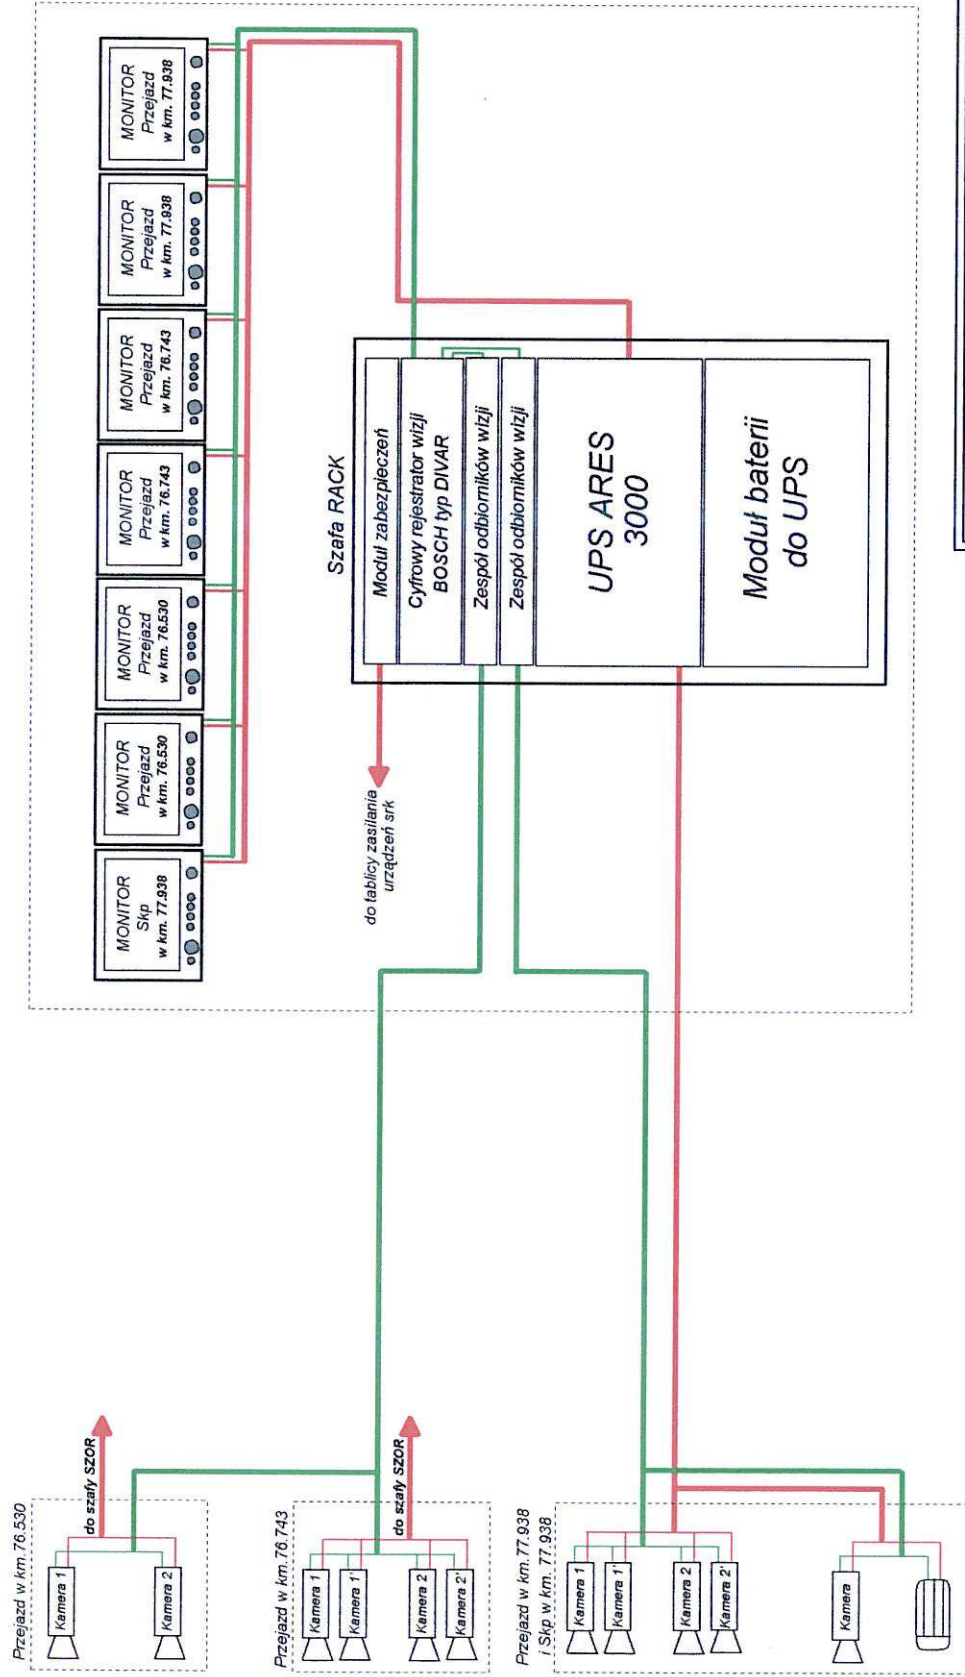 MONITOR
Skp
w km. 77.938
MONITOR
Przejazd
w km. 76.530
MONITOR
Przejazd
w km. 76.530
MONITOR
Przejazd
w km. 76.743
MONITOR
Przejazd
w km. 76.743
MONITOR
Przejazd
w km. 77.938
MONITOR
Przejazd
w km. 77.938
Szafa RACK
Moduł zabezpieczeń
Cyfrowy rejestrator wizji
BOSCH typ DIVAR
Zespół odbiorników wizji
Zespół odbiorników wizji
UPS ARES
3000
Moduł baterii
do UPS
do tablicy zasilania
urządzeń srk
Przejazd w km.76.530
Kamera 1
Kamera 2
do szafy SZOR
Przejazd w km.76.743
Kamera 1
Kamera 1'
Kamera 2
Kamera 2'
do szafy SZOR
Przejazd w km.77.938
i Skp w km. 77.938
Kamera 1
Kamera 1'
Kamera 2
Kamera 2'
Kamera